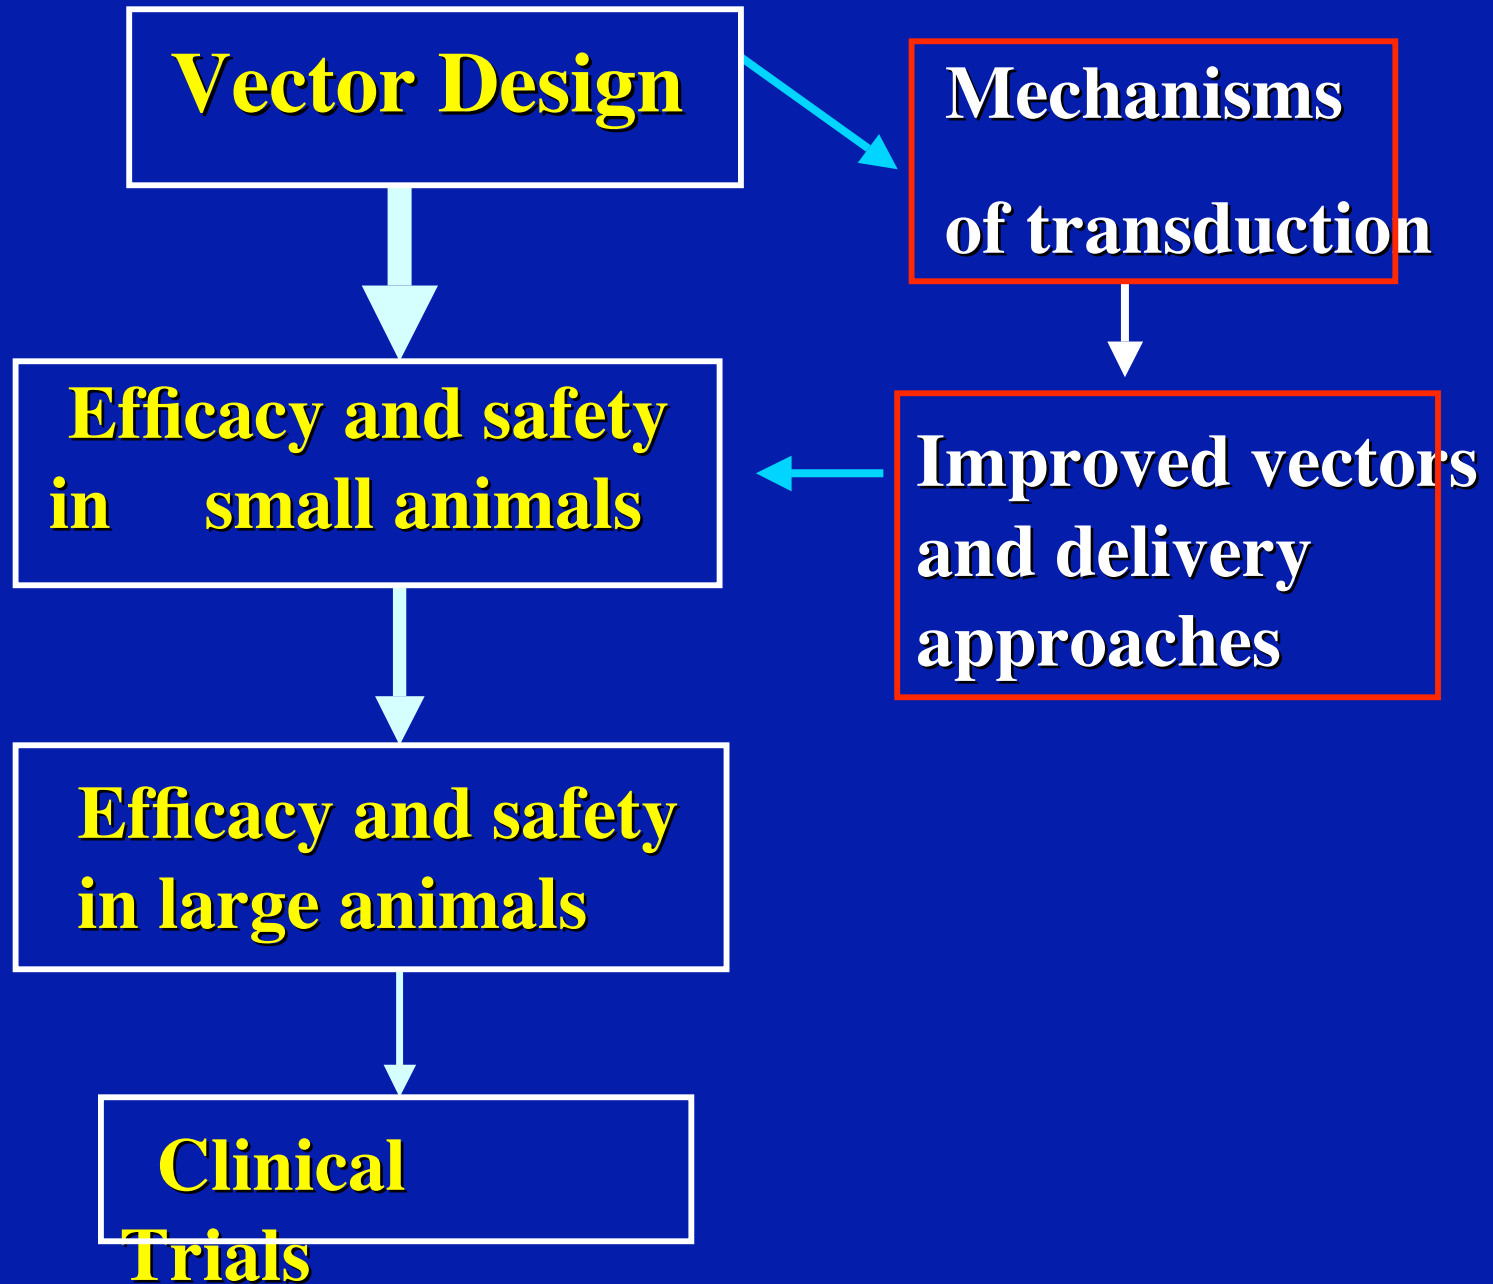 Vector Design
Mechanisms
of transduction
Efficacy and safety
in small animals
Improved vectors
and delivery
approaches
Efficacy and safety
in large animals
Clinical
Trials